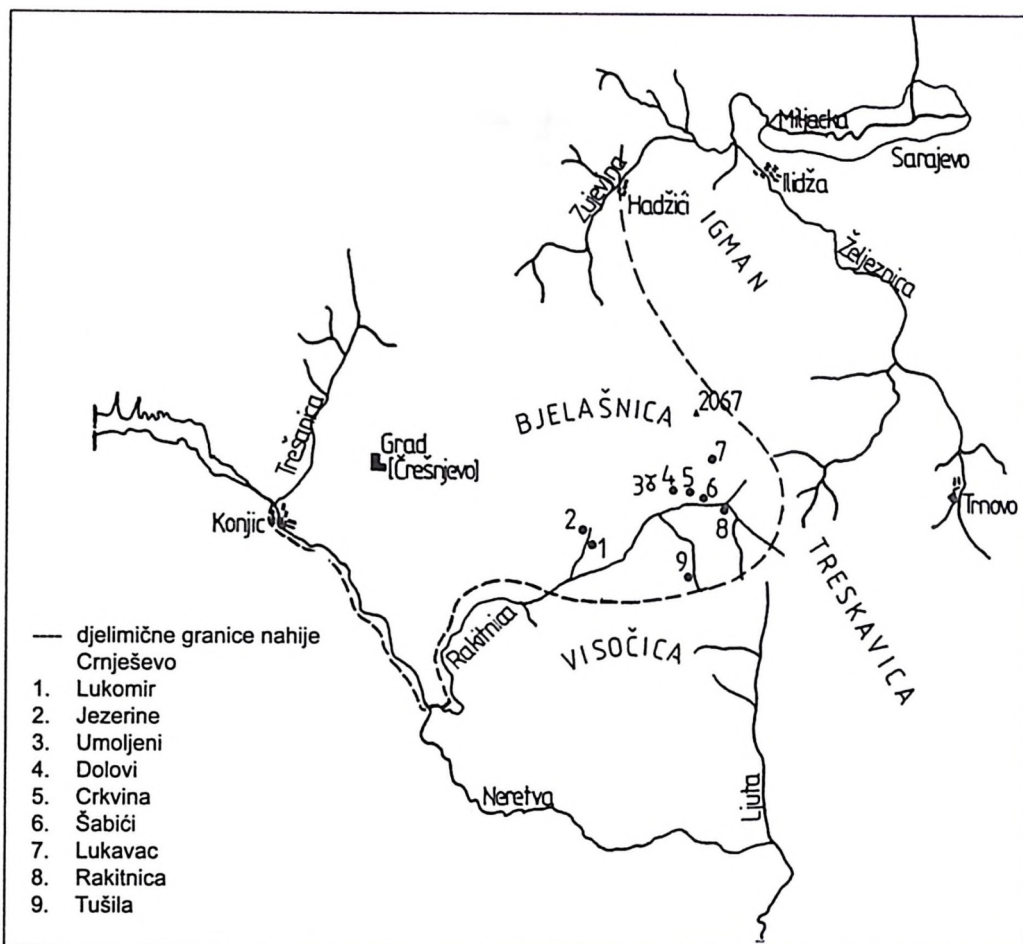 Miljacka
Sarajevo
Ilidža
Zujevina
Hadžići
IGMAN
Željeznica
BJELAŠNICA
2067
Trešanica
Grad
(Črešnjevo)
Konjic
7
3 4 5 6
8
2
1
9
Trnovo
TRESKAVICA
Rakitnica
VISOČICA
Neretva
Ljuta
--- djelimične granice nahije
Crnješevo
1. Lukomir
2. Jezerine
3. Umoljeni
4. Dolovi
5. Crkvina
6. Šabići
7. Lukavac
8. Rakitnica
9. Tušila